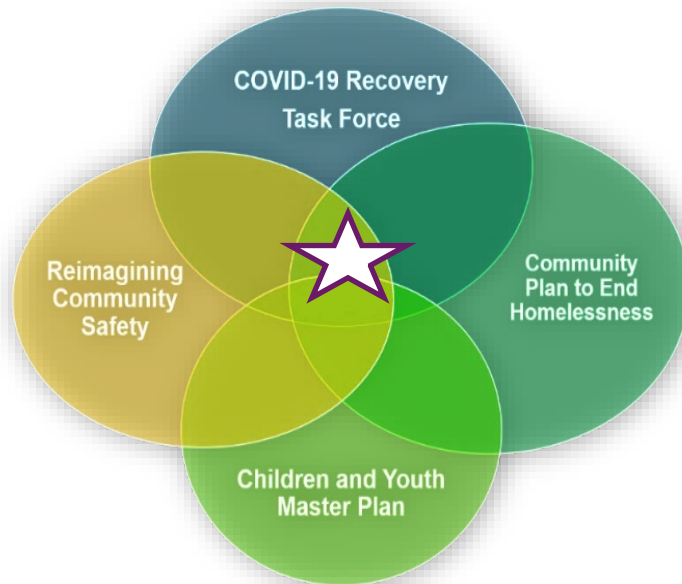 COVID-19 Recovery
Task Force
Reimagining
Community
Safety
Community
Plan to End
Homelessness
Children and Youth
Master Plan